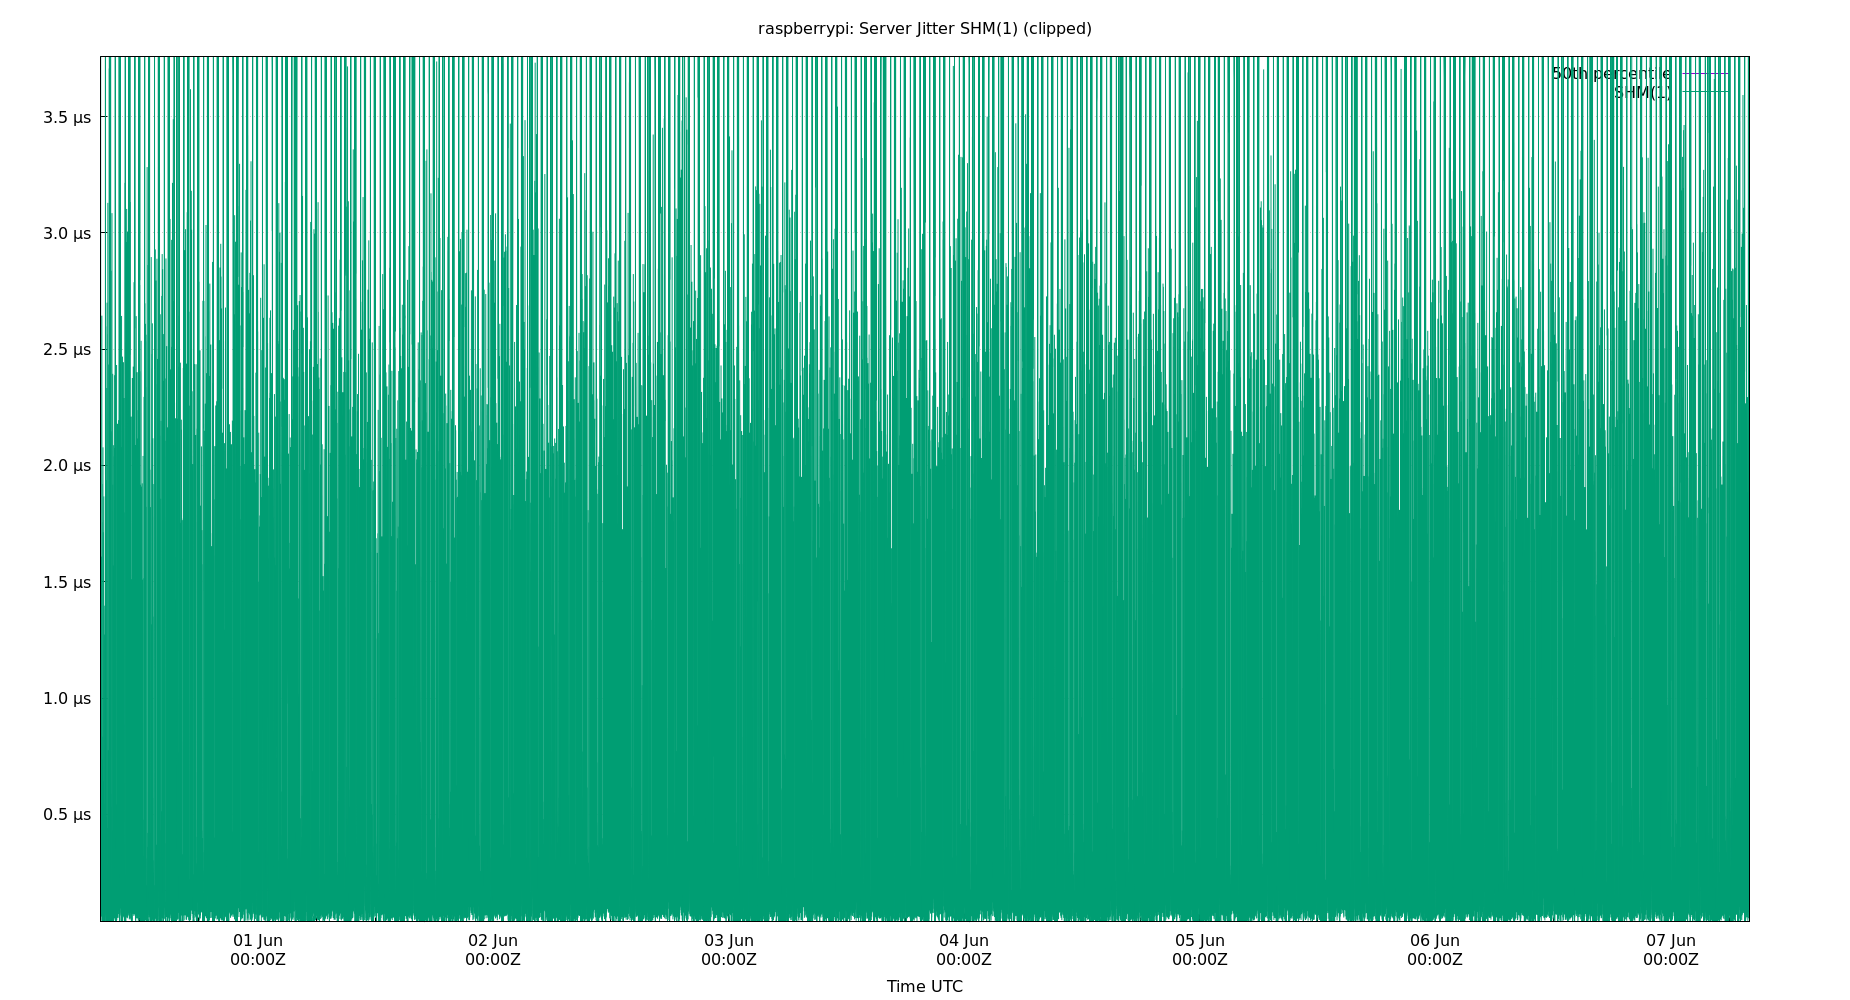 raspberrypi: Server Jitter SHM(1) (clipped)
50th percentile
SHM(1)
3.5 µs
3.0 µs
2.5 µs
2.0 µs
1.5 µs
1.0 µs
0.5 µs
01 Jun 02 Jun 03 Jun 04 Jun 05 Jun 06 Jun 07 Jun
00:00Z 00:00Z 00:00Z 00:00Z 00:00Z 00:00Z 00:00Z
Time UTC